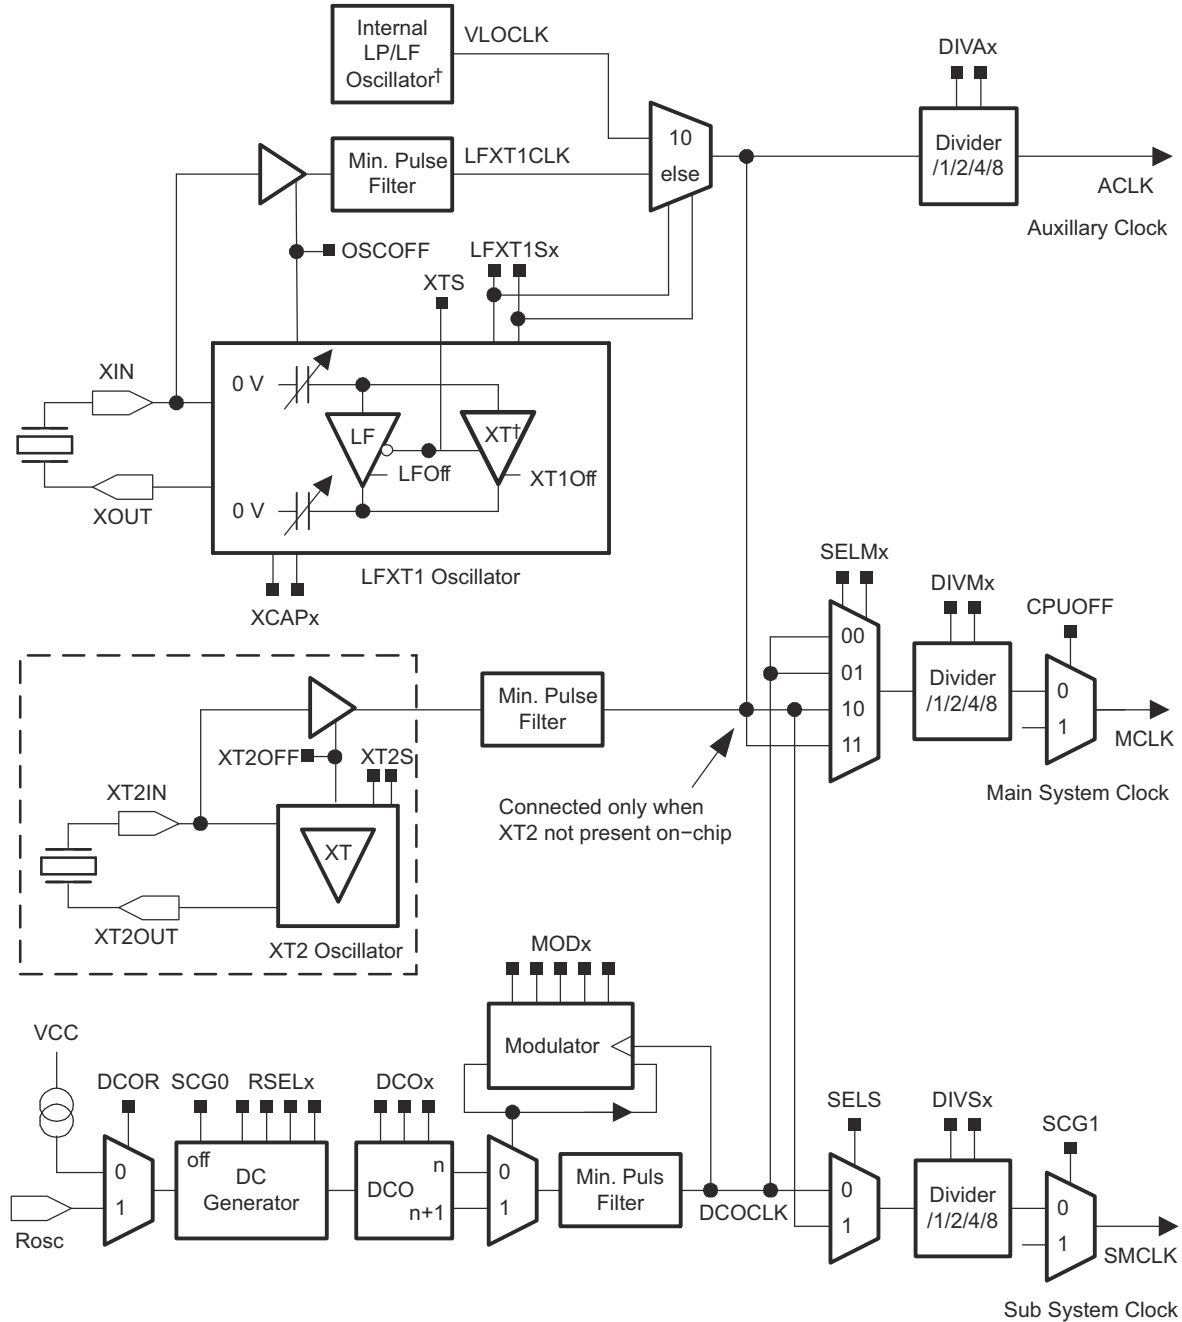 Internal
LP/LF
Oscillator†
VLOCLK
DIVAx
10
else
Divider
/1/2/4/8
Min. Pulse
Filter
LFXT1CLK
ACLK
Auxillary Clock
OSCOFF
LFXT1Sx
XTS
XIN
0 V
LF
XT†
LFOff
XT1Off
0 V
XOUT
LFXT1 Oscillator
XCAPx
SELMx
DIVMx
CPUOFF
00
01
10
11
Divider
/1/2/4/8
0
1
MCLK
Main System Clock
Min. Pulse
Filter
XT2OFF
XT2S
XT2IN
XT
XT2OUT
XT2 Oscillator
Connected only when
XT2 not present on−chip
MODx
Modulator
VCC
DCOR
SCG0
RSELx
DCOx
0
1
off
DC
Generator
DCO
n
n+1
0
1
Min. Puls
Filter
DCOCLK
Rosc
SELS
DIVSx
SCG1
0
1
Divider
/1/2/4/8
0
1
SMCLK
Sub System Clock